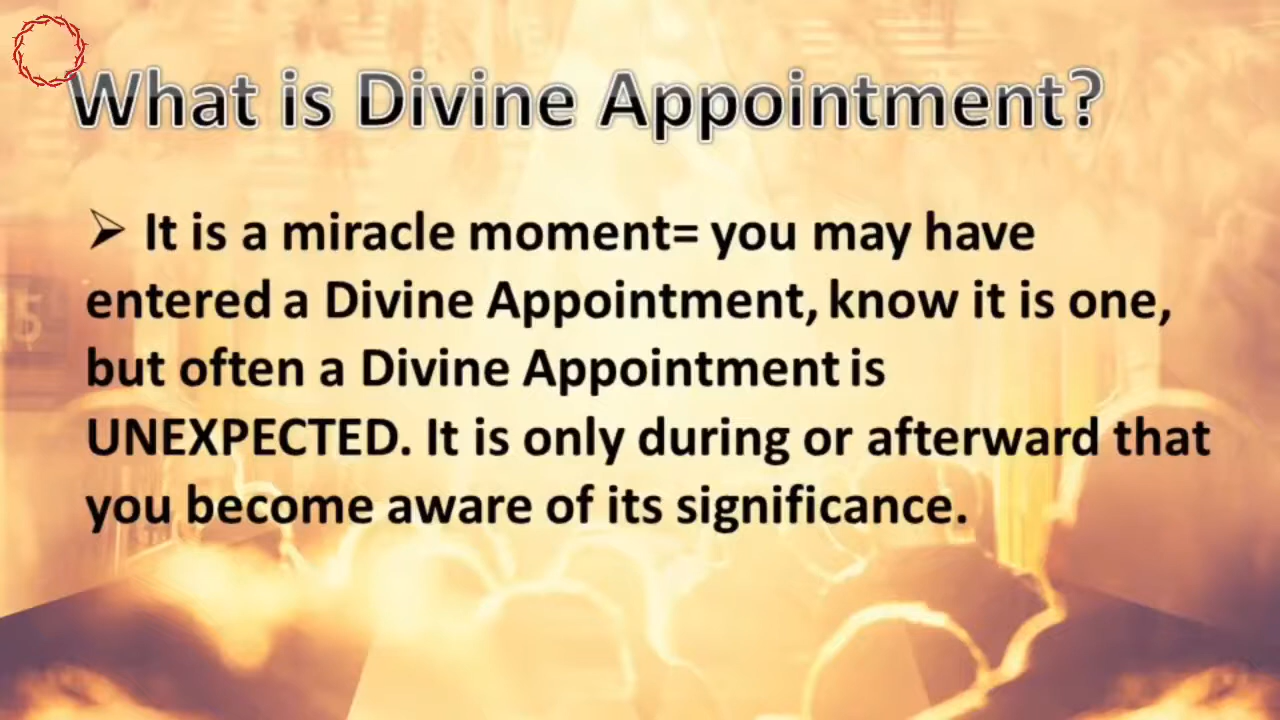 What is Divine Appointment?
➢ It is a miracle moment= you may have
entered a Divine Appointment, know it is one,
but often a Divine Appointment is
UNEXPECTED. It is only during or afterward that
you become aware of its significance.